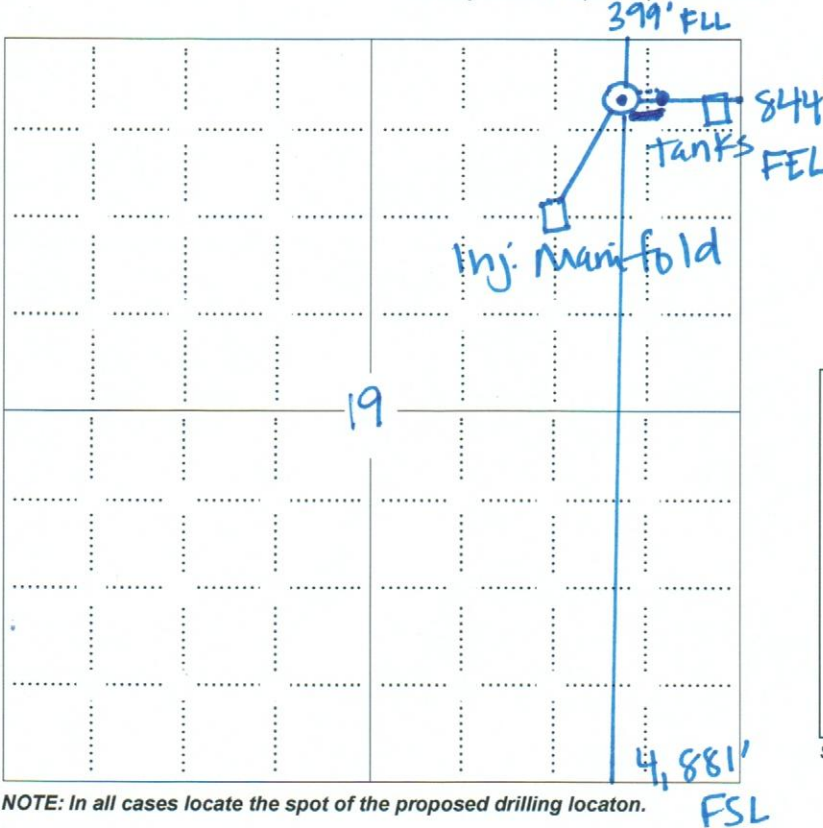 399' FLL
844
FEL
tanks
Inj. Manifold
19
4,881'
FSL
NOTE: In all cases locate the spot of the proposed drilling locaton.